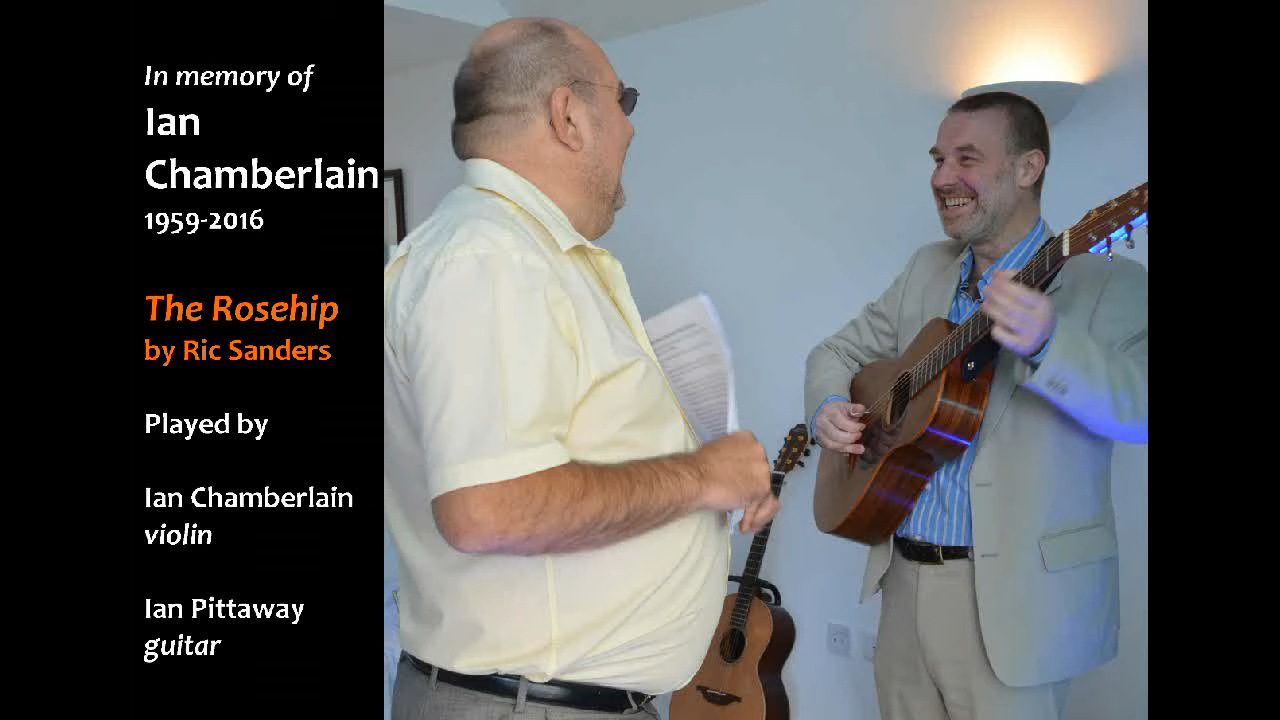 In memory of
Ian
Chamberlain
1959-2016
The Rosehip
by Ric Sanders
Played by
Ian Chamberlain
violin
Ian Pittaway
guitar